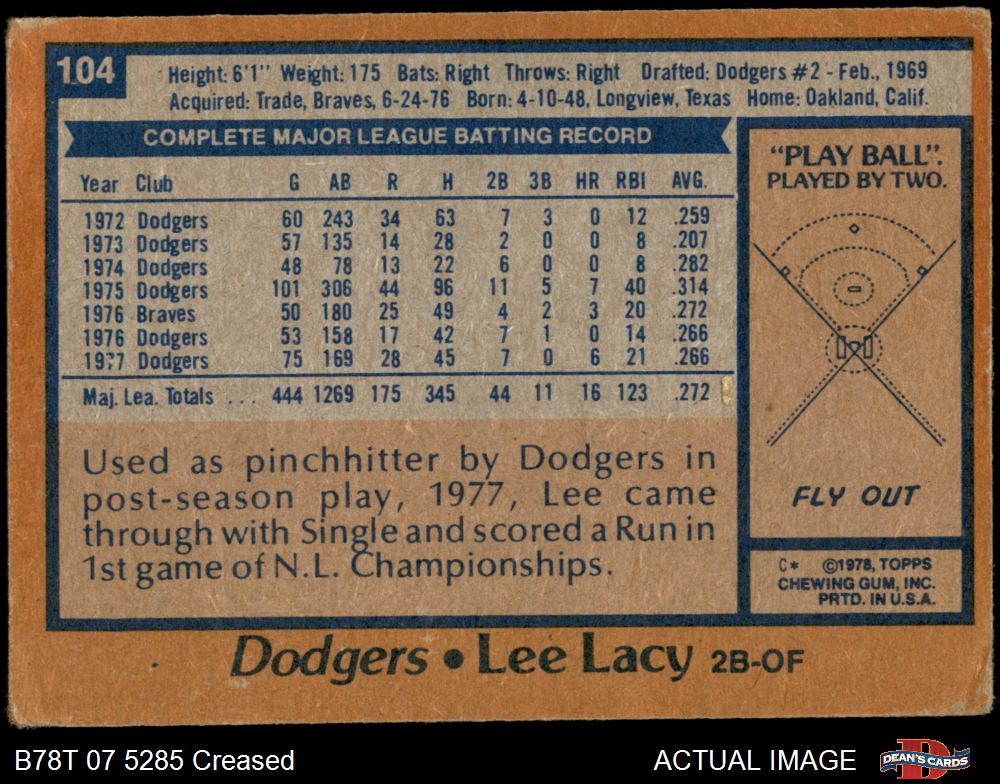 104
Height: 6'1" Weight: 175 Bats: Right Throws: Right Drafted: Dodgers #2 - Feb., 1969
Acquired: Trade, Braves, 6-24-76 Born: 4-10-48, Longview, Texas Home: Oakland, Calif.
COMPLETE MAJOR LEAGUE BATTING RECORD
Year Club G AB R H 2B 3B HR RBI AVG.
1972 Dodgers 60 243 34 63 7 3 0 12 .259
1973 Dodgers 57 135 14 28 2 0 0 8 .207
1974 Dodgers 48 78 13 22 6 0 0 8 .282
1975 Dodgers 101 306 44 96 11 5 7 40 .314
1976 Braves 50 180 25 49 4 2 3 20 .272
1976 Dodgers 53 158 17 42 7 1 0 14 .266
1977 Dodgers 75 169 28 45 7 0 6 21 .266
Maj. Lea. Totals . . . 444 1269 175 345 44 11 16 123 .272
Used as pinchhitter by Dodgers in
post-season play, 1977, Lee came
through with Single and scored a Run in
1st game of N.L. Championships.
"PLAY BALL".
PLAYED BY TWO.
FLY OUT
C* ©1978, TOPPS
CHEWING GUM, INC.
PRTD. IN U.S.A.
Dodgers • Lee Lacy 2B-OF
B78T 07 5285 Creased
ACTUAL IMAGE
D
DEAN'S CARDS